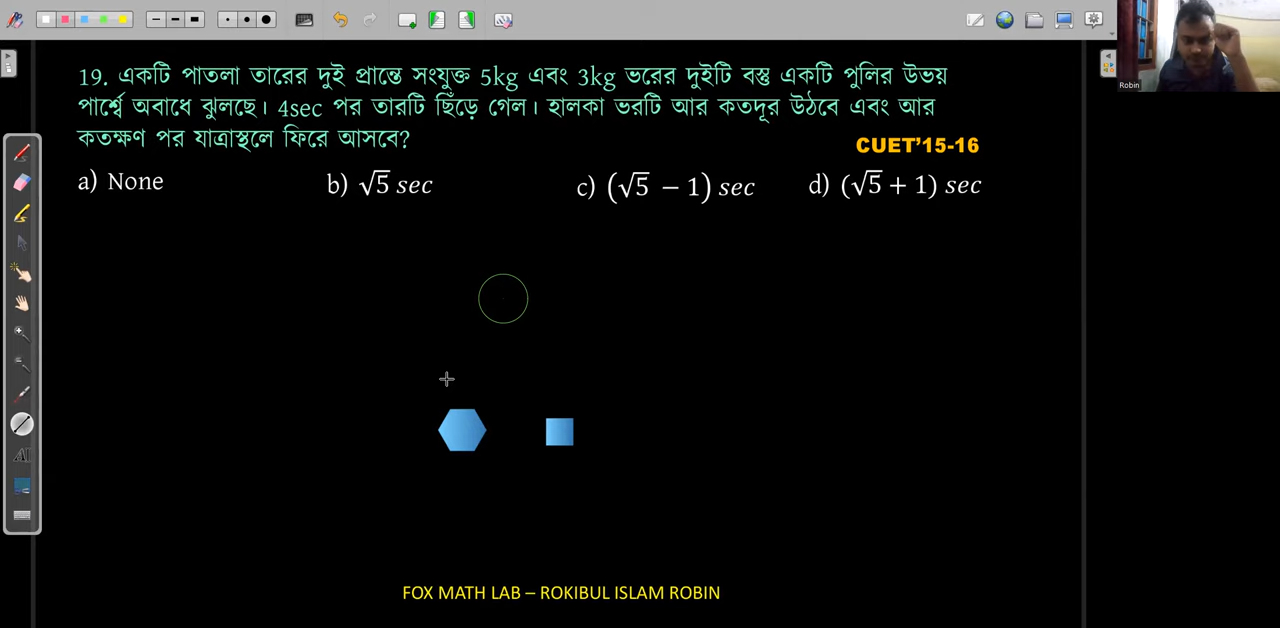 19. একটি পাতলা তারের দুই প্রান্তে সংযুক্ত 5kg এবং 3kg ভরের দুইটি বস্তু একটি পুলির উভয়
পার্শ্বে অবাধে ঝুলছে। 4sec পর তারটি ছিঁড়ে গেল। হালকা ভরটি আর কতদূর উঠবে এবং আর
কতক্ষণ পর যাত্রাস্থলে ফিরে আসবে?
CUET’15-16
a) None b) √5 sec c) (√5 − 1) sec d) (√5 + 1) sec
Robin
FOX MATH LAB – ROKIBUL ISLAM ROBIN